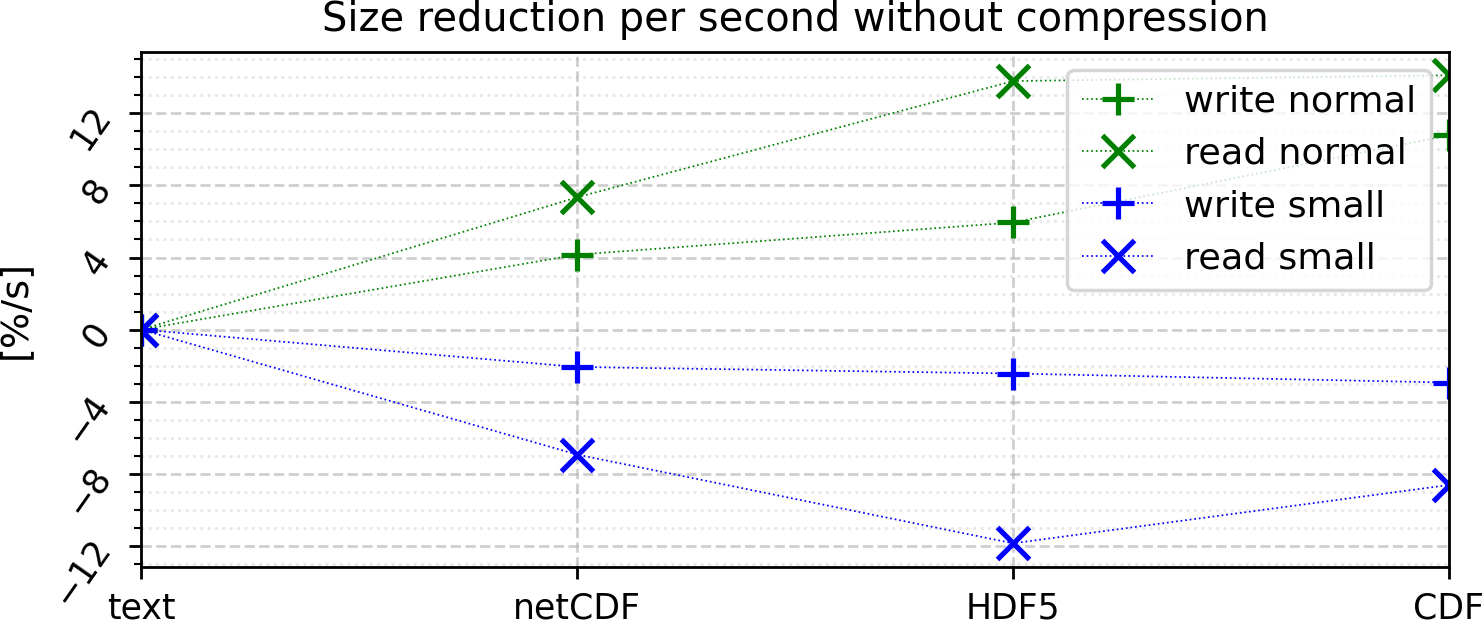 Size reduction per second without compression
[%/s]
12
8
4
0
−4
−8
−12
write normal
read normal
write small
read small
text netCDF HDF5 CDF